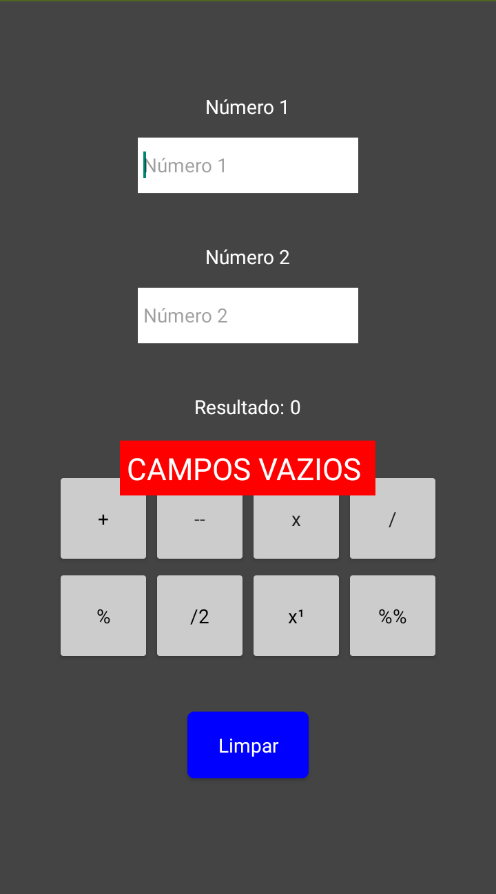 Número 1
Número 1
Número 2
Número 2
Resultado: 0
CAMPOS VAZIOS
+ -- x /
% /2 x¹ %%
Limpar